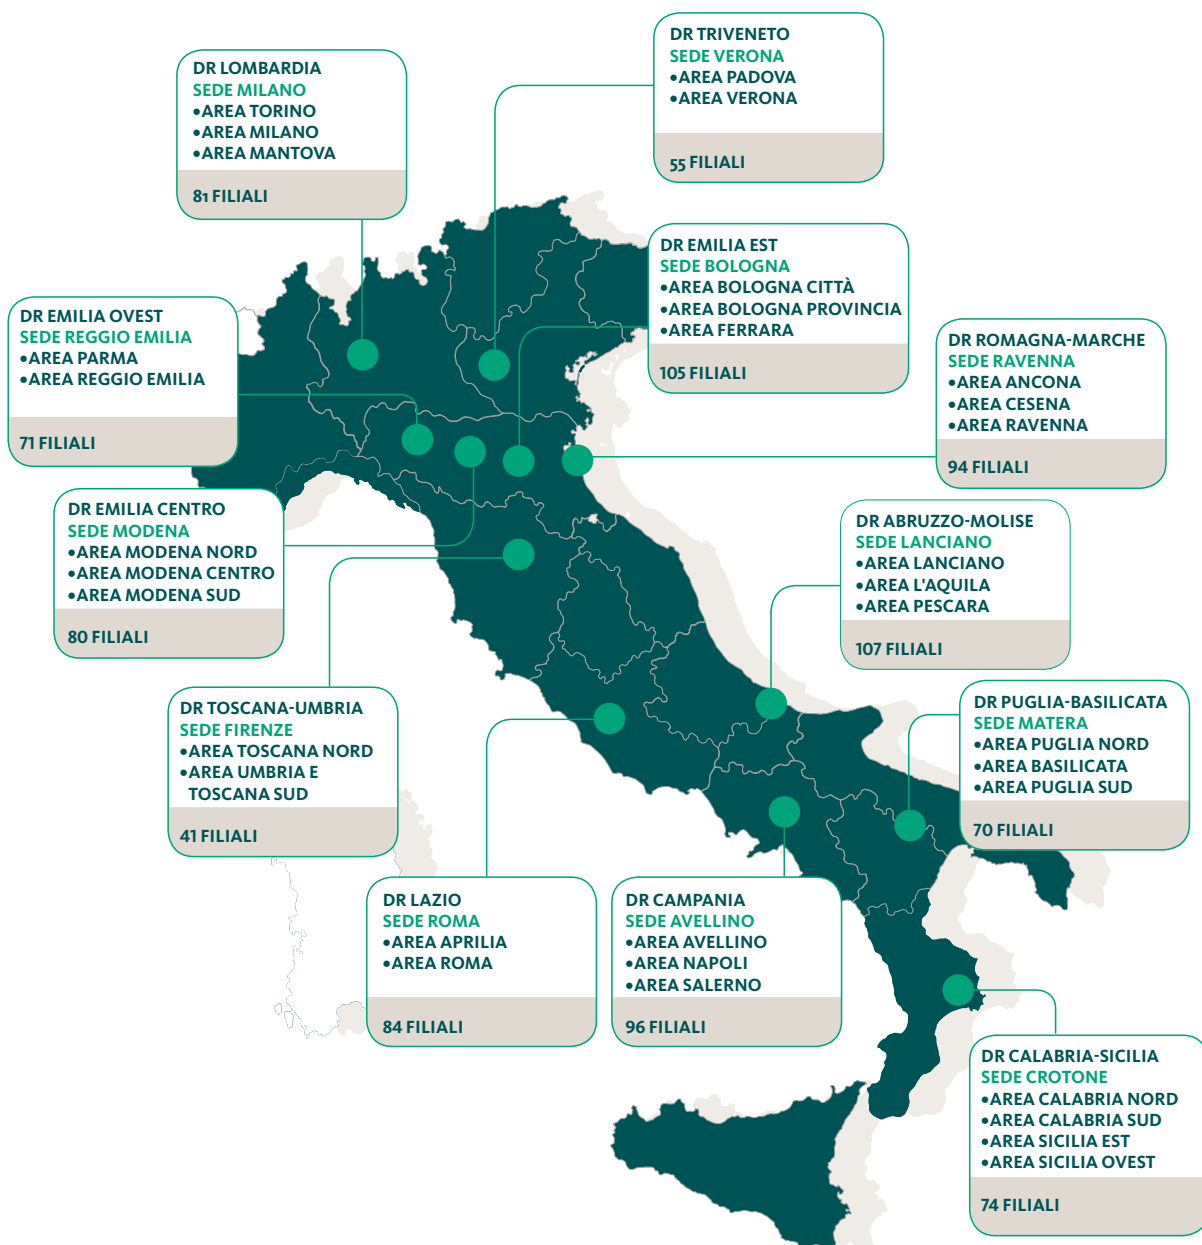 DR TRIVENETO
SEDE VERONA
•AREA PADOVA
•AREA VERONA
55 FILIALI
DR LOMBARDIA
SEDE MILANO
•AREA TORINO
•AREA MILANO
•AREA MANTOVA
81 FILIALI
DR EMILIA EST
SEDE BOLOGNA
•AREA BOLOGNA CITTÀ
•AREA BOLOGNA PROVINCIA
•AREA FERRARA
105 FILIALI
DR EMILIA OVEST
SEDE REGGIO EMILIA
•AREA PARMA
•AREA REGGIO EMILIA
71 FILIALI
DR ROMAGNA-MARCHE
SEDE RAVENNA
•AREA ANCONA
•AREA CESENA
•AREA RAVENNA
94 FILIALI
DR EMILIA CENTRO
SEDE MODENA
•AREA MODENA NORD
•AREA MODENA CENTRO
•AREA MODENA SUD
80 FILIALI
DR ABRUZZO-MOLISE
SEDE LANCIANO
•AREA LANCIANO
•AREA L'AQUILA
•AREA PESCARA
107 FILIALI
DR TOSCANA-UMBRIA
SEDE FIRENZE
•AREA TOSCANA NORD
•AREA UMBRIA E
TOSCANA SUD
41 FILIALI
DR PUGLIA-BASILICATA
SEDE MATERA
•AREA PUGLIA NORD
•AREA BASILICATA
•AREA PUGLIA SUD
70 FILIALI
DR LAZIO
SEDE ROMA
•AREA APRILIA
•AREA ROMA
84 FILIALI
DR CAMPANIA
SEDE AVELLINO
•AREA AVELLINO
•AREA NAPOLI
•AREA SALERNO
96 FILIALI
DR CALABRIA-SICILIA
SEDE CROTONE
•AREA CALABRIA NORD
•AREA CALABRIA SUD
•AREA SICILIA EST
•AREA SICILIA OVEST
74 FILIALI